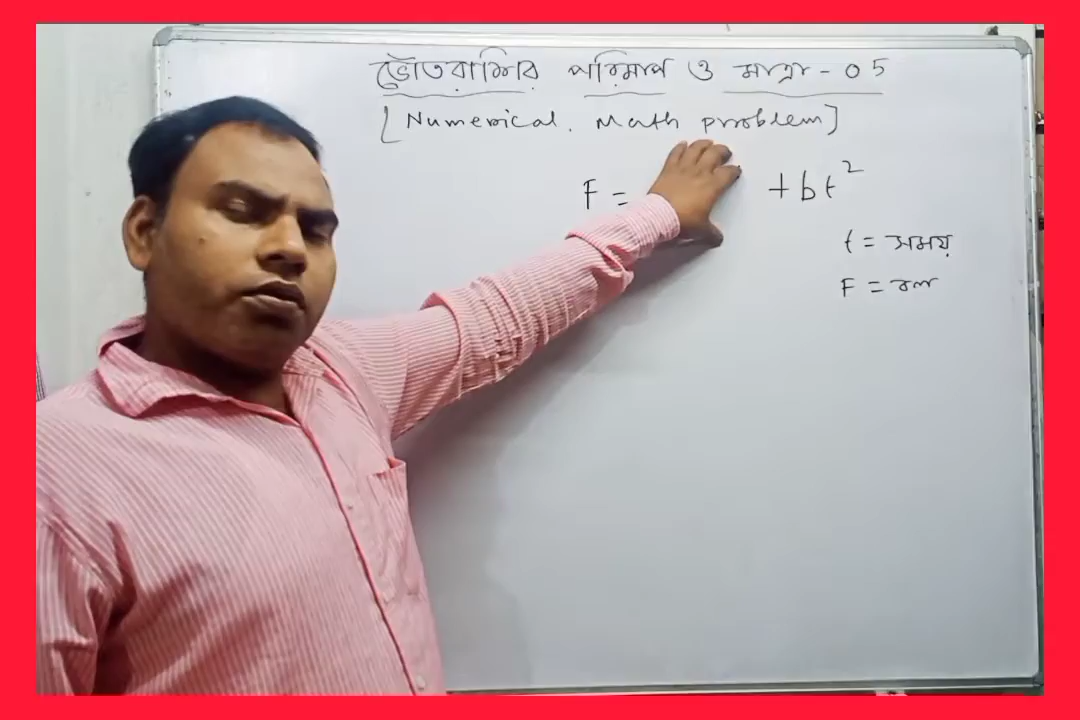 ভৌতরাশির পরিমাপ ও মাত্রা - 05
[Numerical. Math problem]
F = + bt²
t = সময়
F = বল